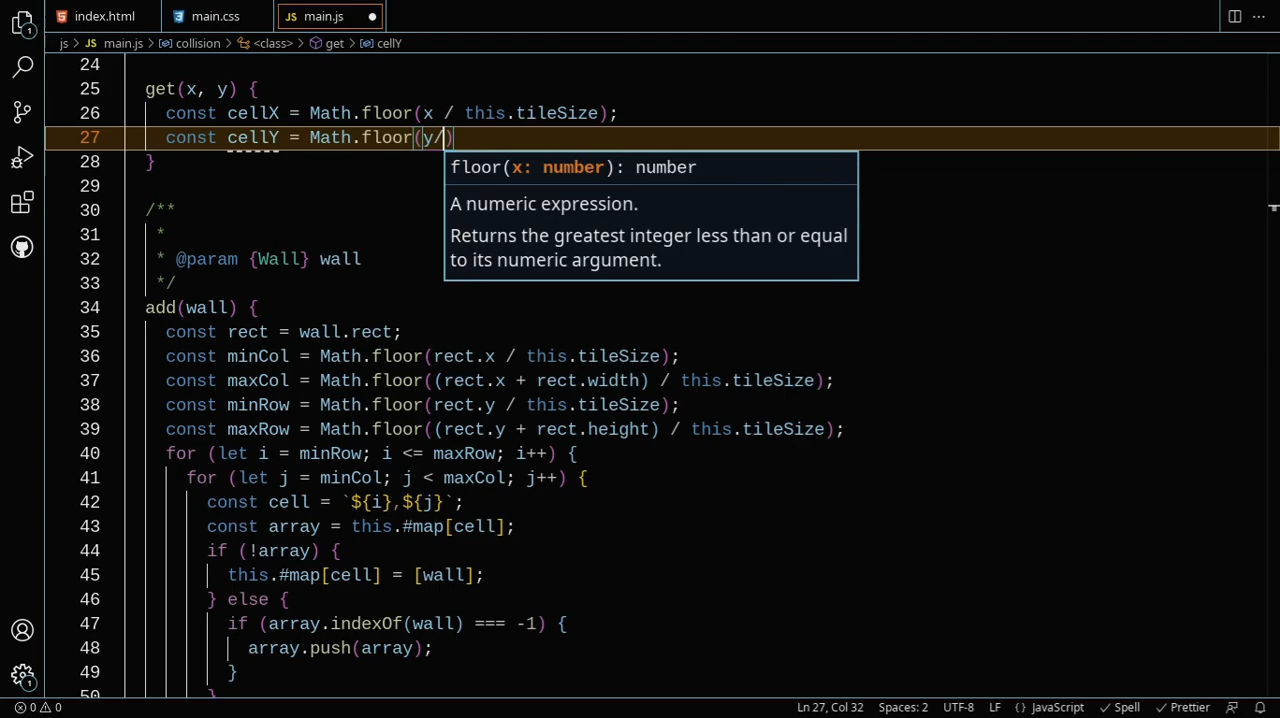 index.html
main.css
JS main.js
js > JS main.js > collision > <class> > get > cellY
24
25 get(x, y) {
26 const cellX = Math.floor(x / this.tileSize);
27 const cellY = Math.floor(y/)
28 }
floor(x: number): number
A numeric expression.
Returns the greatest integer less than or equal
to its numeric argument.
29
30 /**
31 *
32 * @param {Wall} wall
33 */
34 add(wall) {
35 const rect = wall.rect;
36 const minCol = Math.floor(rect.x / this.tileSize);
37 const maxCol = Math.floor((rect.x + rect.width) / this.tileSize);
38 const minRow = Math.floor(rect.y / this.tileSize);
39 const maxRow = Math.floor((rect.y + rect.height) / this.tileSize);
40 for (let i = minRow; i <= maxRow; i++) {
41 for (let j = minCol; j < maxCol; j++) {
42 const cell = `${i},${j}`;
43 const array = this.#map[cell];
44 if (!array) {
45 this.#map[cell] = [wall];
46 } else {
47 if (array.indexOf(wall) === -1) {
48 array.push(array);
49 }
50 }
1
1
0 0
Ln 27, Col 32
Spaces: 2
UTF-8
LF
{} JavaScript
Spell
Prettier